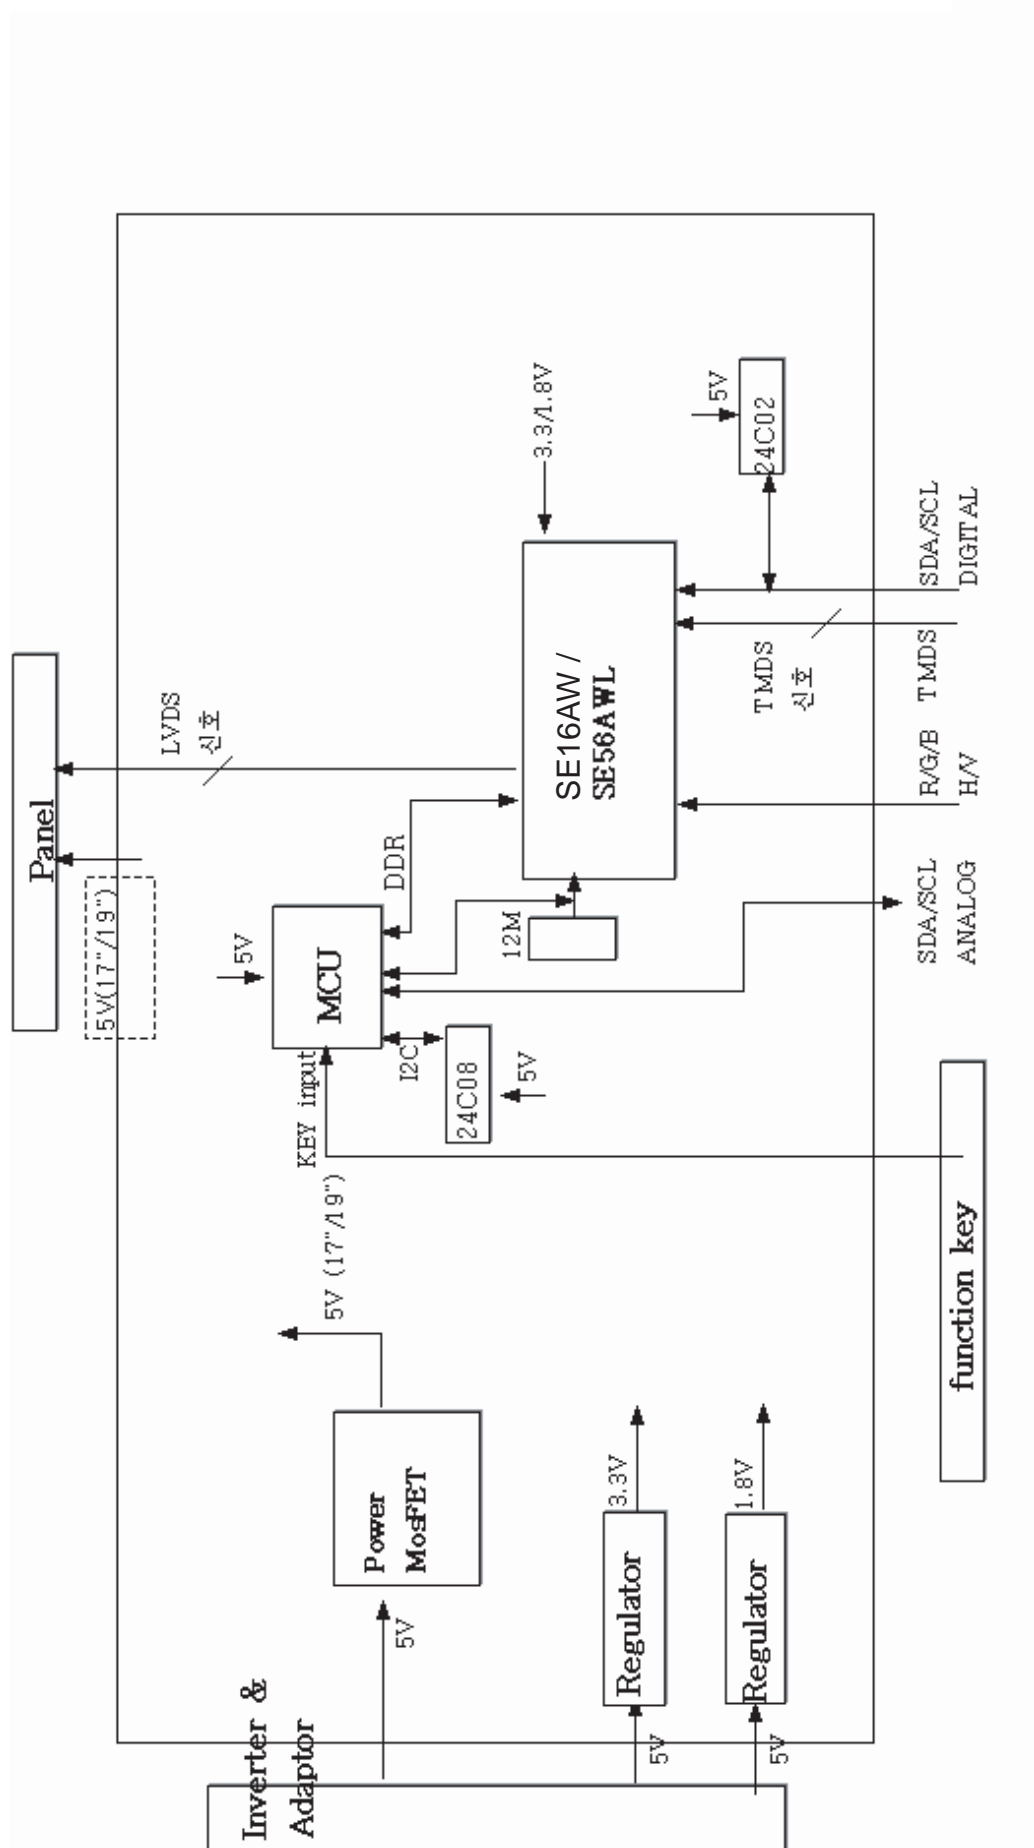 Panel
5V(17"/19")
LVDS
신호
Inverter &
Adaptor
5V
KEY input
MCU
5V (17"/19")
Power
MosFET
5V
DDR
I2C
24C08
5V
12M
3.3/1.8V
SE16AW /
SE56AWL
5V
Regulator
3.3V
5V
24C02
TMDS
신호
5V
Regulator
1.8V
SDA/SCL
ANALOG
R/G/B
H/V
TMDS
SDA/SCL
DIGITAL
function key